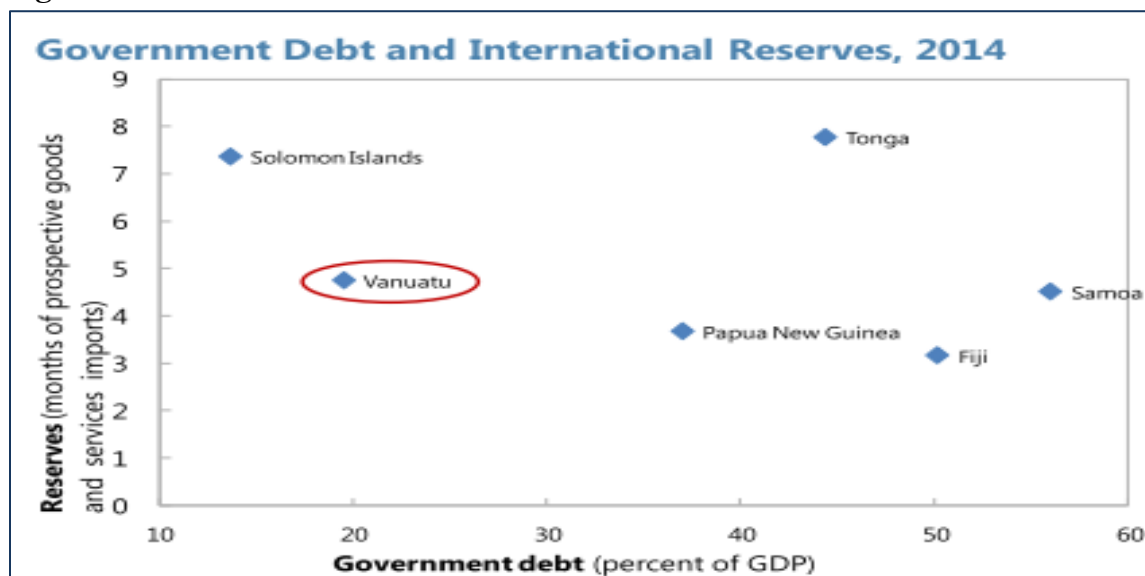 Government Debt and International Reserves, 2014
9
8
7
6
5
4
3
2
1
0
Reserves (months of prospective goods
and services imports)
Solomon Islands
Tonga
Vanuatu
Samoa
Papua New Guinea
Fiji
10 20 30 40 50 60
Government debt (percent of GDP)